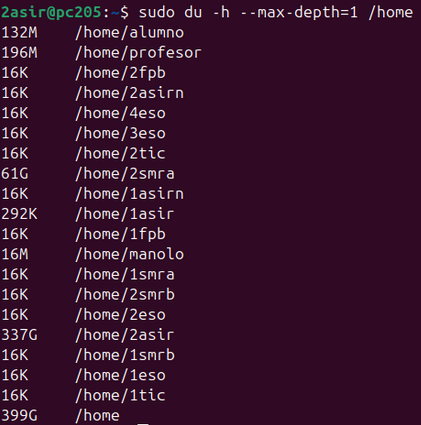 2asir@pc205:~$ sudo du -h --max-depth=1 /home
132M /home/alumno
196M /home/profesor
16K /home/2fpb
16K /home/2asirn
16K /home/4eso
16K /home/3eso
16K /home/2tic
61G /home/2smra
16K /home/1asirn
292K /home/1asir
16K /home/1fpb
16M /home/manolo
16K /home/1smra
16K /home/2smrb
16K /home/2eso
337G /home/2asir
16K /home/1smrb
16K /home/1eso
16K /home/1tic
399G /home